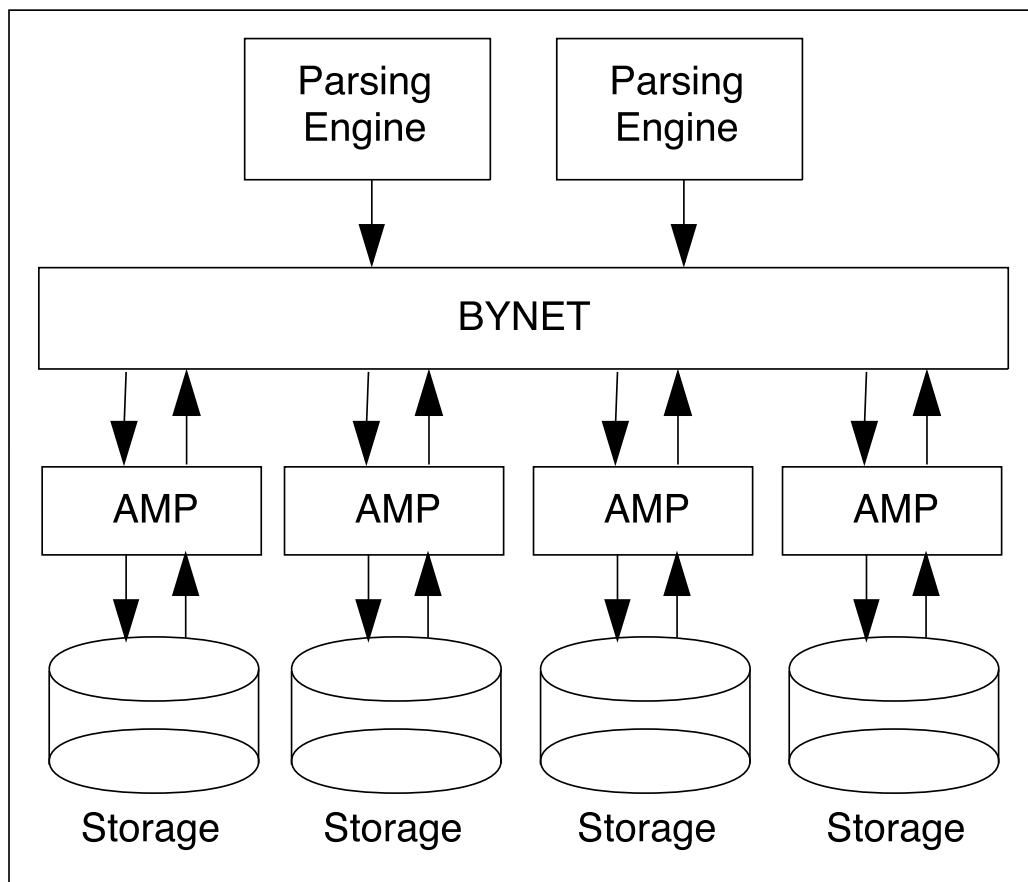 Parsing
Engine
Parsing
Engine
BYNET
AMP
AMP
AMP
AMP
Storage
Storage
Storage
Storage